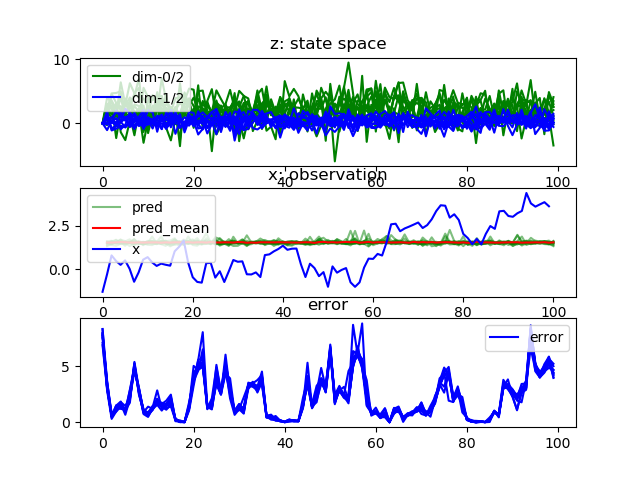 z: state space
10
0
dim-0/2
dim-1/2
0 20 40 60 80 100
x: observation
2.5
0.0
pred
pred_mean
x
0 20 40 60 80 100
error
5
0
error
0 20 40 60 80 100